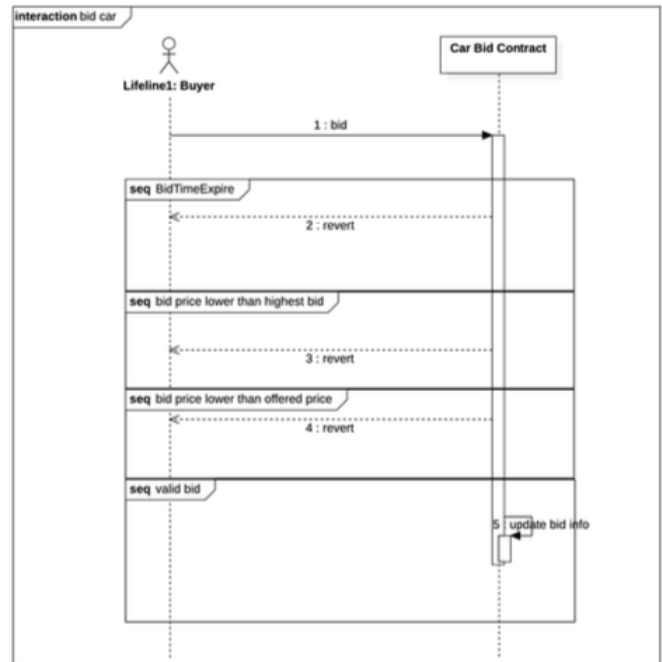 interaction bid car
Car Bid Contract
Lifeline1: Buyer
1 : bid
seq BidTimeExpire
2 : revert
seq bid price lower than highest bid
3 : revert
seq bid price lower than offered price
4 : revert
seq valid bid
5 : update bid info